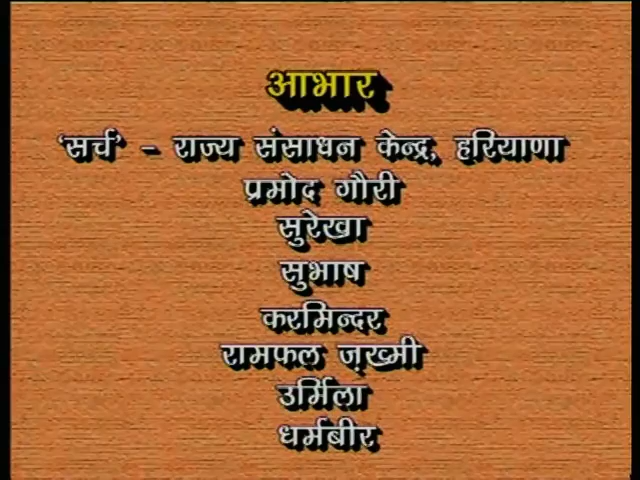 आभार
‘सर्च’ – राज्य संसाधन केन्द्र, हरियाणा
प्रमोद गौरी
सुरेखा
सुभाष
करमिन्दर
रामफल ज़ख्मी
उर्मिला
धर्मबीर